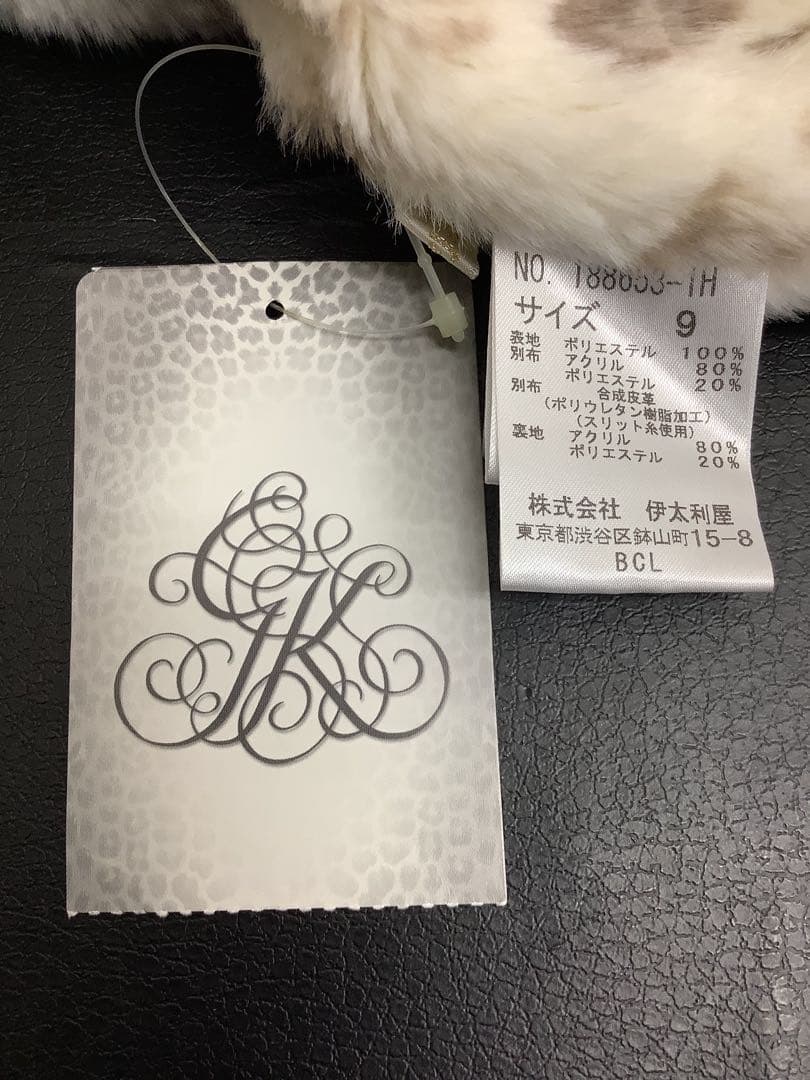 GK
NO. 188653-1H
サイズ 9
表地 ポリエステル 100%
別布 アクリル 80%
ポリエステル 20%
別布 合成皮革
(ポリウレタン樹脂加工)
(スリット糸使用)
裏地 アクリル 80%
ポリエステル 20%
株式会社 伊太利屋
東京都渋谷区鉢山町15-8
BCL